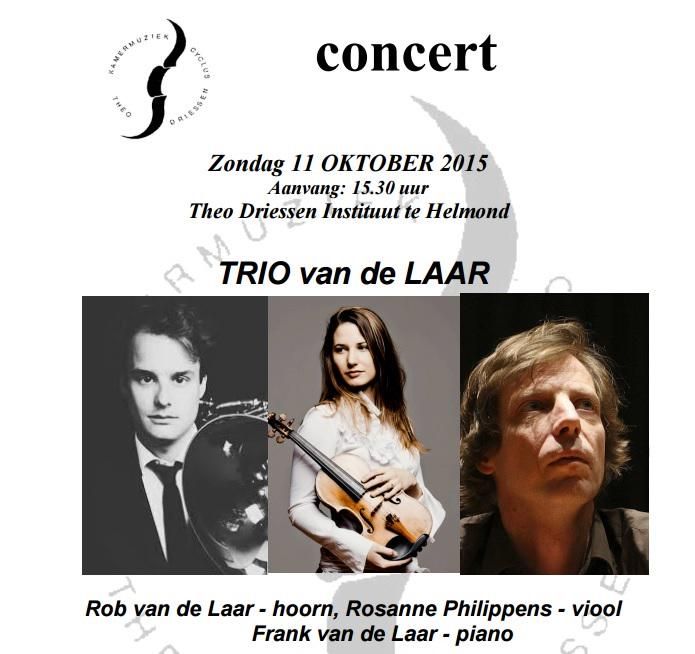 KAMERMUZIEK CYCLUS
THEO DRIESSEN
concert
Zondag 11 OKTOBER 2015
Aanvang: 15.30 uur
Theo Driessen Instituut te Helmond
TRIO van de LAAR
Rob van de Laar - hoorn, Rosanne Philippens - viool
Frank van de Laar - piano